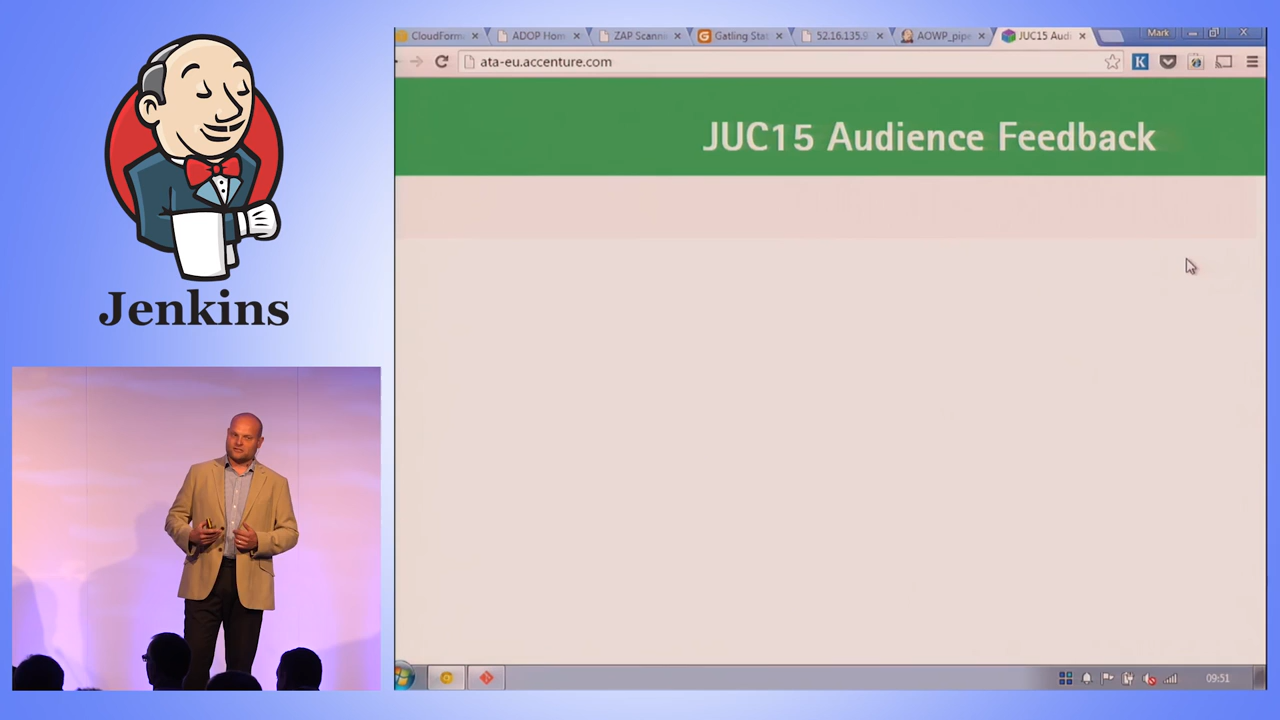 Jenkins
CloudForm
ADOP Hom
ZAP Scann
Gatling Stat
52.16.135.9
AOWP_pipe
JUC15 Audi
Mark
ata-eu.accenture.com
K
JUC15 Audience Feedback
09:51